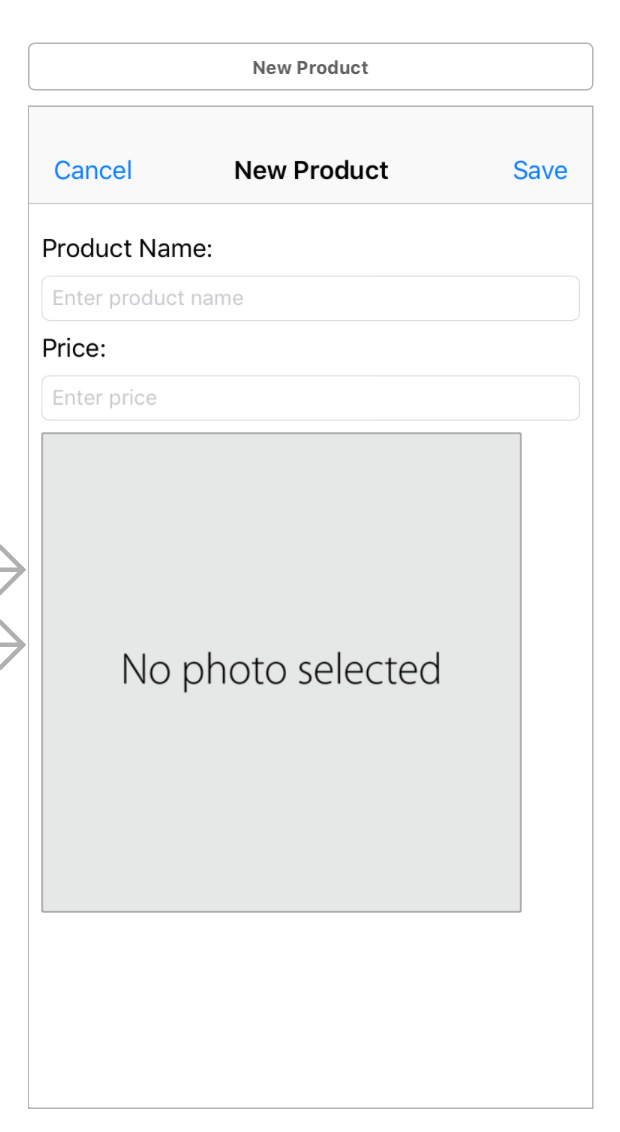 New Product
Cancel New Product Save
Product Name:
Enter product name
Price:
Enter price
No photo selected